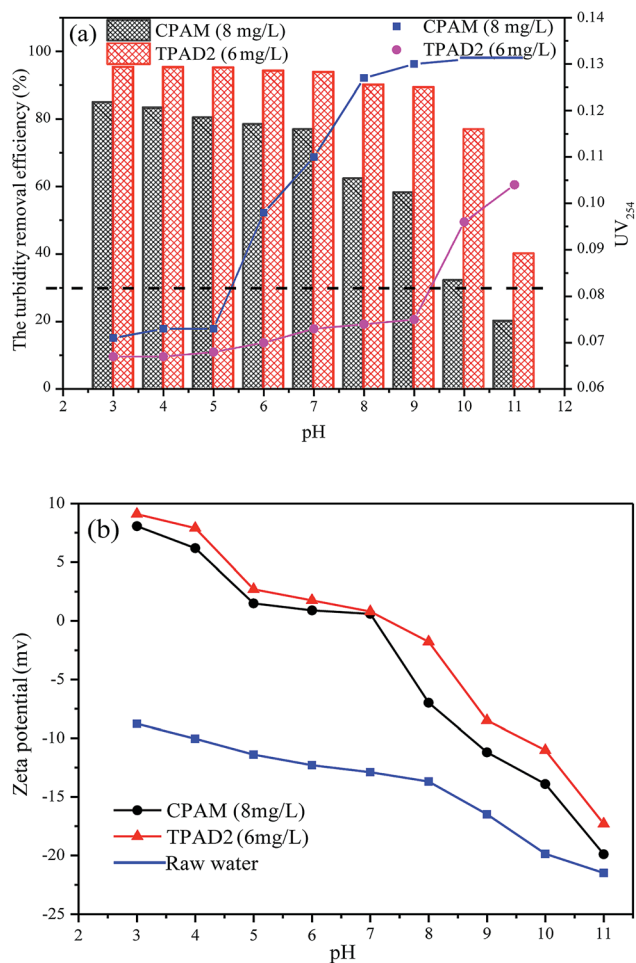 (a)
CPAM (8 mg/L)
TPAD2 (6mg/L)
CPAM (8 mg/L)
TPAD2 (6mg/L)
The turbidity removal efficiency (%)
100
80
60
40
20
0
0.14
0.13
0.12
0.11
0.10
0.09
0.08
0.07
0.06
UV254
2 3 4 5 6 7 8 9 10 11 12
pH
(b)
Zeta potential (mv)
10
5
0
-5
-10
-15
-20
-25
CPAM (8mg/L)
TPAD2 (6mg/L)
Raw water
2 3 4 5 6 7 8 9 10 11
pH